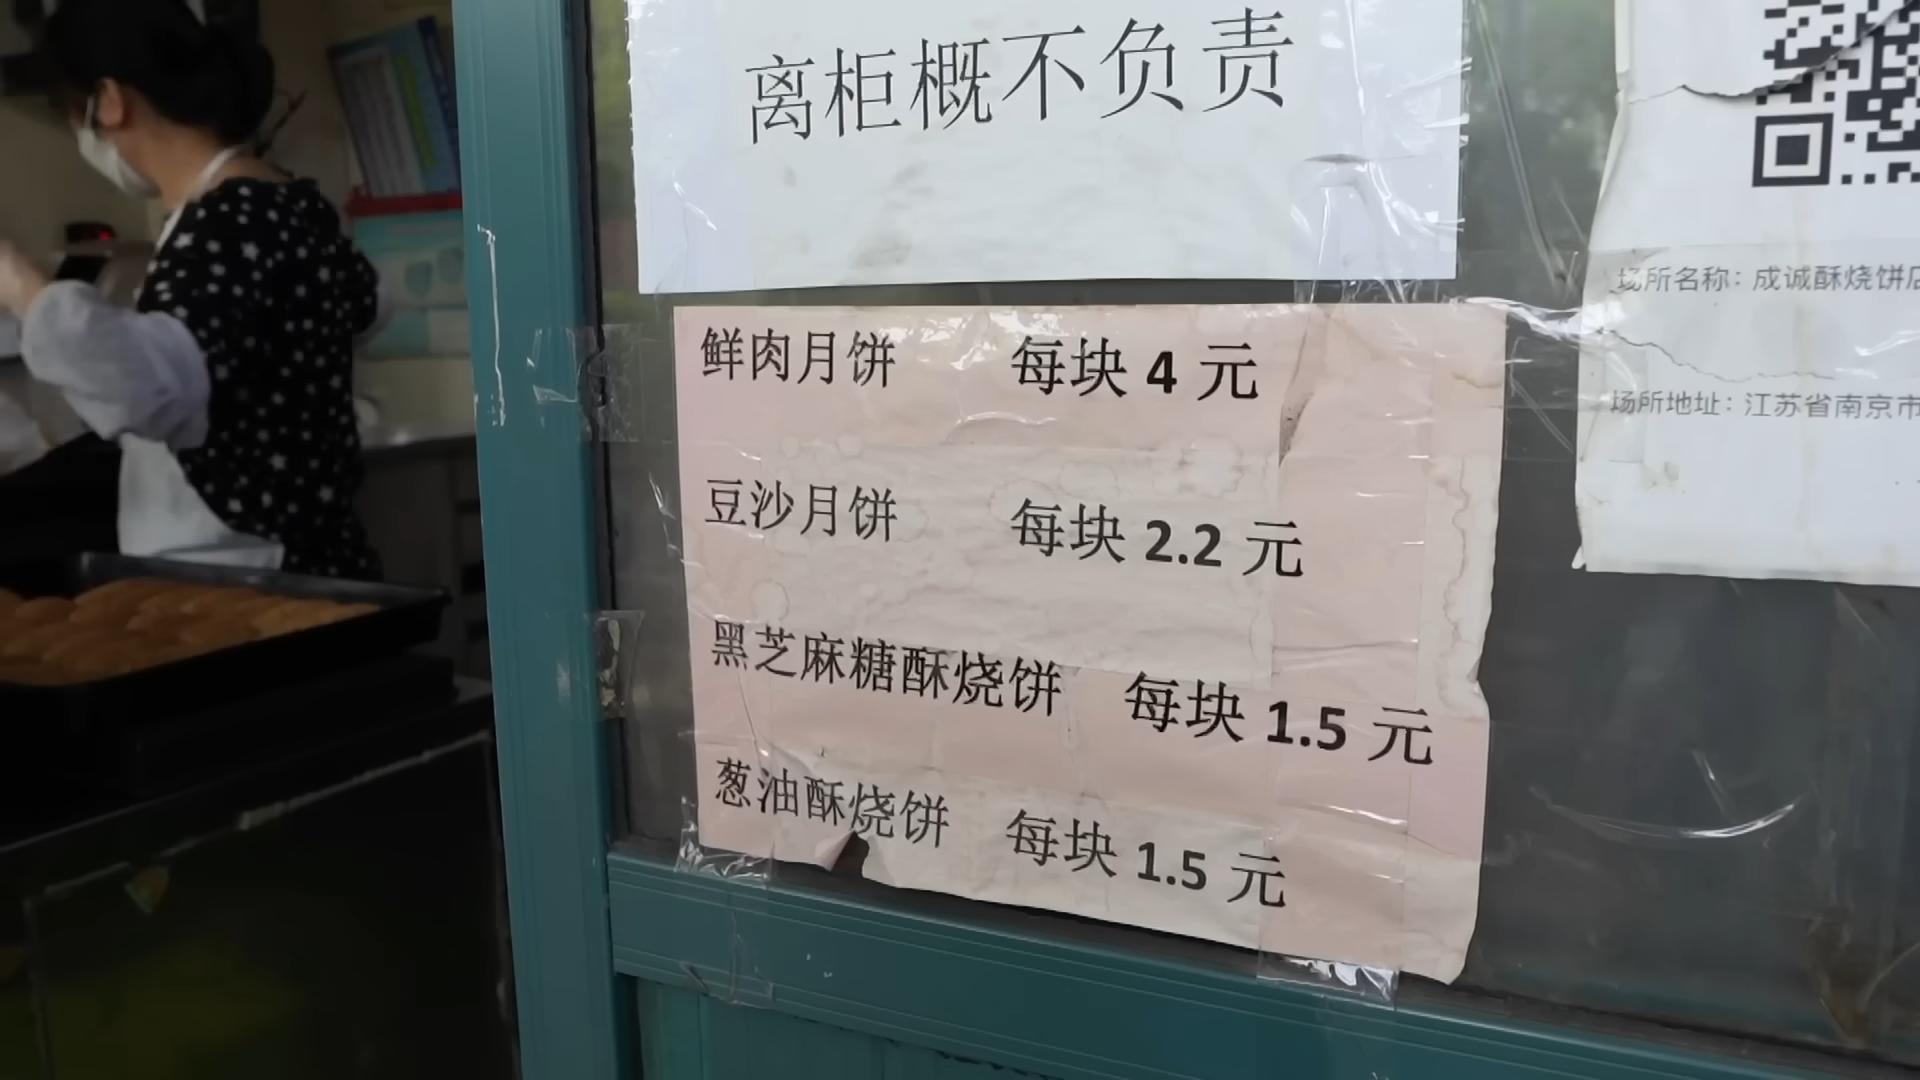 离柜概不负责
鲜肉月饼 每块 4 元
豆沙月饼 每块 2.2 元
黑芝麻糖酥烧饼 每块 1.5 元
葱油酥烧饼 每块 1.5 元
场所名称：成诚酥烧饼店
场所地址：江苏省南京市